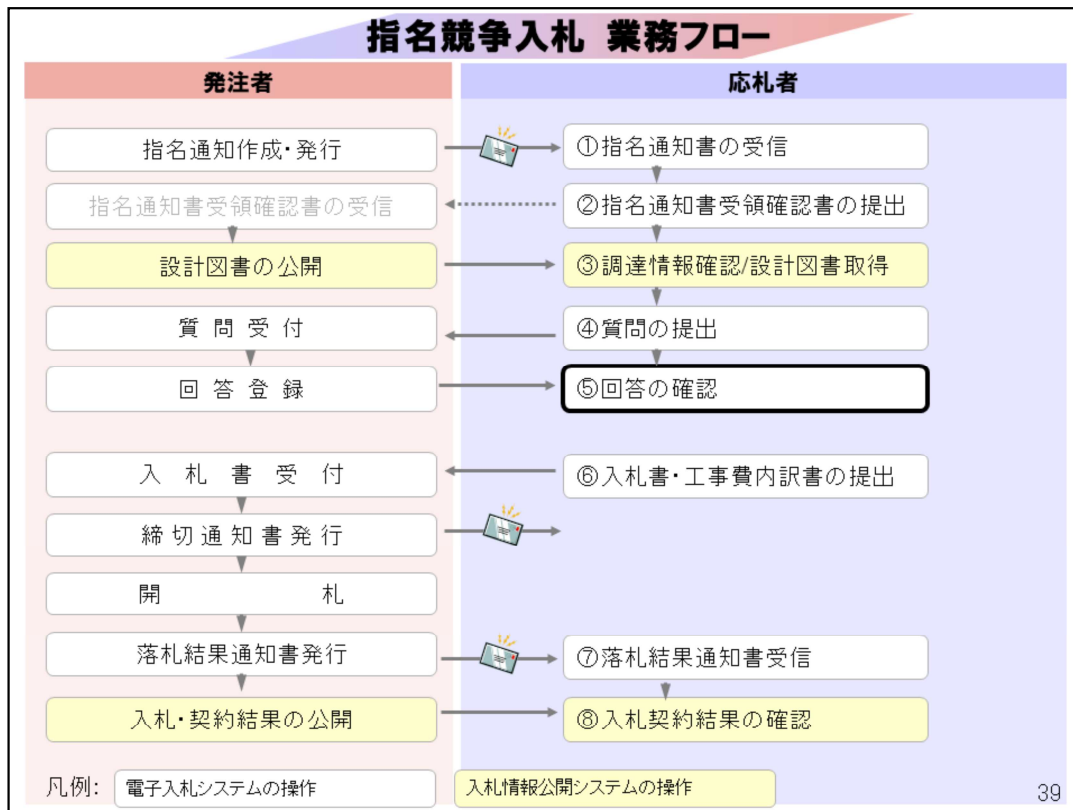 指名競争入札 業務フロー
発注者
応札者
指名通知作成・発行
①指名通知書の受信
指名通知書受領確認書の受信
②指名通知書受領確認書の提出
設計図書の公開
③調達情報確認/設計図書取得
質 問 受 付
④質問の提出
回 答 登 録
⑤回答の確認
入 札 書 受 付
⑥入札書・工事費内訳書の提出
締 切 通 知 書 発 行
開 札
落札結果通知書発行
⑦落札結果通知書受信
入札・契約結果の公開
⑧入札契約結果の確認
凡例:
電子入札システムの操作
入札情報公開システムの操作
39